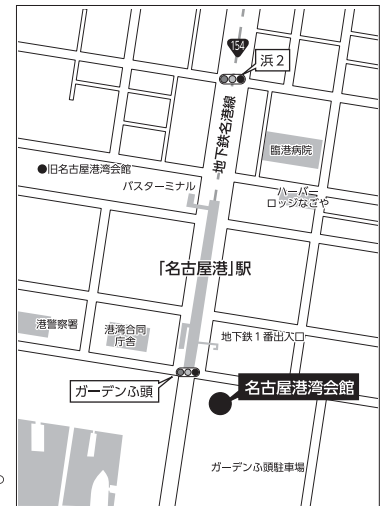 154
浜2
地下鉄名港線
臨港病院
●旧名古屋港湾会館
バスターミナル
ハーバー
ロッジなごや
「名古屋港」駅
港警察署
港湾合同
庁舎
地下鉄1番出入口
ガーデンふ頭
名古屋港湾会館
ガーデンふ頭駐車場